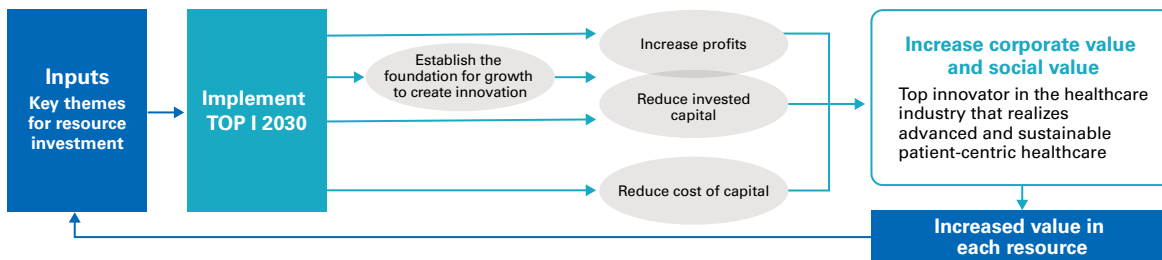 Inputs
Key themes
for resource
investment
Implement
TOP I 2030
Establish the
foundation for growth
to create innovation
Increase profits
Reduce invested
capital
Reduce cost of capital
Increase corporate value
and social value
Top innovator in the healthcare
industry that realizes
advanced and sustainable
patient-centric healthcare
Increased value in
each resource